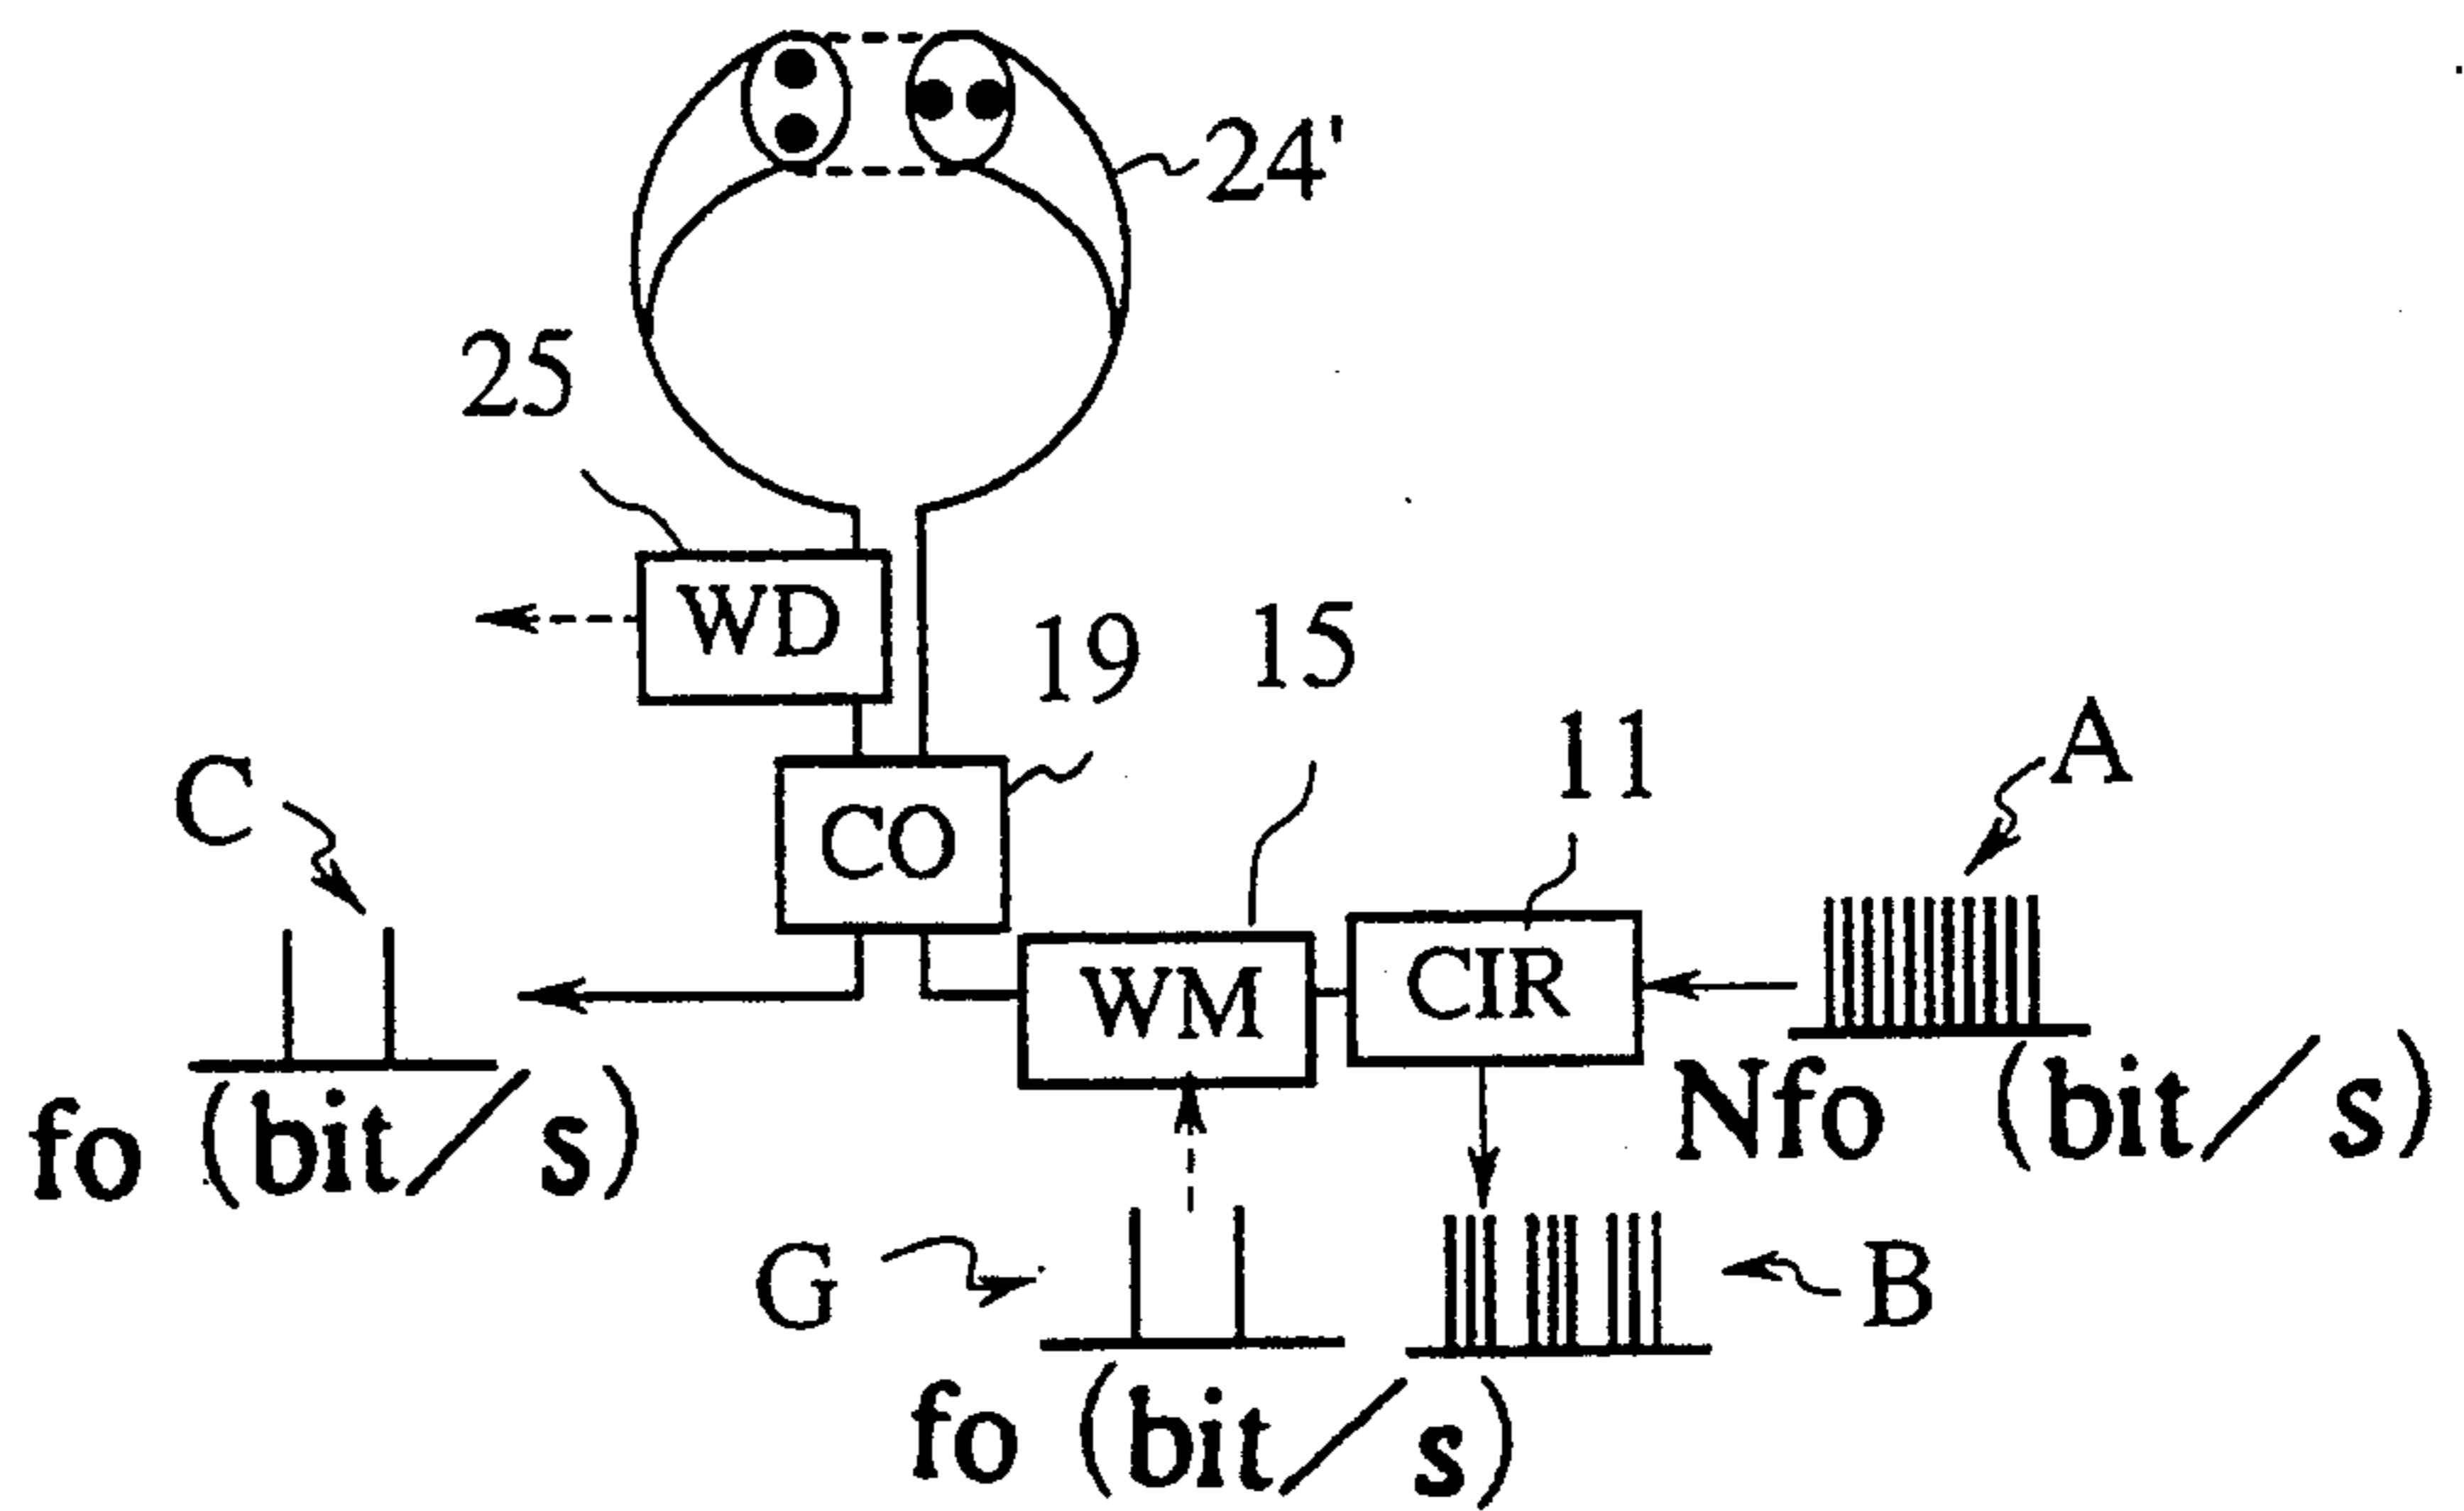 24'
25
WD
19
15
11
A
C
CO
WM
CIR
fo (bit/s)
Nfo (bit/s)
G
B
fo (bit/s)